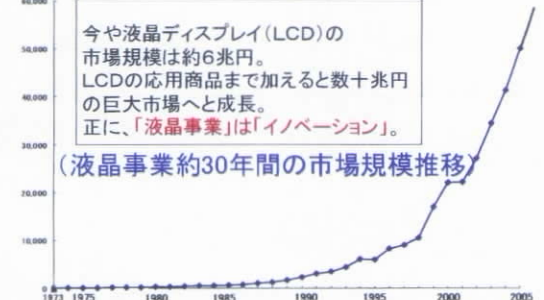 60,000
今や液晶ディスプレイ(LCD)の
市場規模は約6兆円。
LCDの応用商品まで加えると数十兆円
の巨大市場へと成長。
正に、「液晶事業」は「イノベーション」。
50,000
40,000
30,000
(液晶事業約30年間の市場規模推移)
20,000
10,000
0
1973 1975 1980 1985 1990 1995 2000 2005